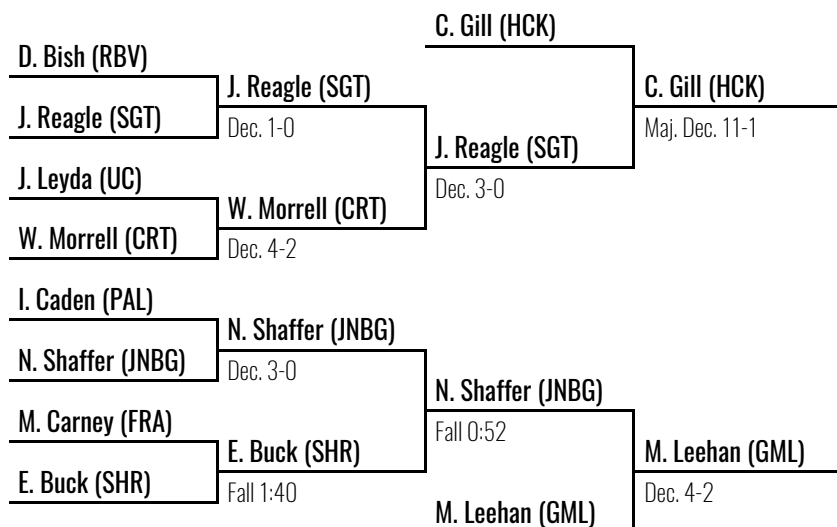 C. Gill (HCK)
D. Bish (RBV)
J. Reagle (SGT)
C. Gill (HCK)
J. Reagle (SGT)
Dec. 1-0
Maj. Dec. 11-1
J. Reagle (SGT)
J. Leyda (UC)
Dec. 3-0
W. Morrell (CRT)
W. Morrell (CRT)
Dec. 4-2
I. Caden (PAL)
N. Shaffer (JNBG)
N. Shaffer (JNBG)
Dec. 3-0
N. Shaffer (JNBG)
M. Carney (FRA)
Fall 0:52
E. Buck (SHR)
M. Leehan (GML)
E. Buck (SHR)
Fall 1:40
Dec. 4-2
M. Leehan (GML)